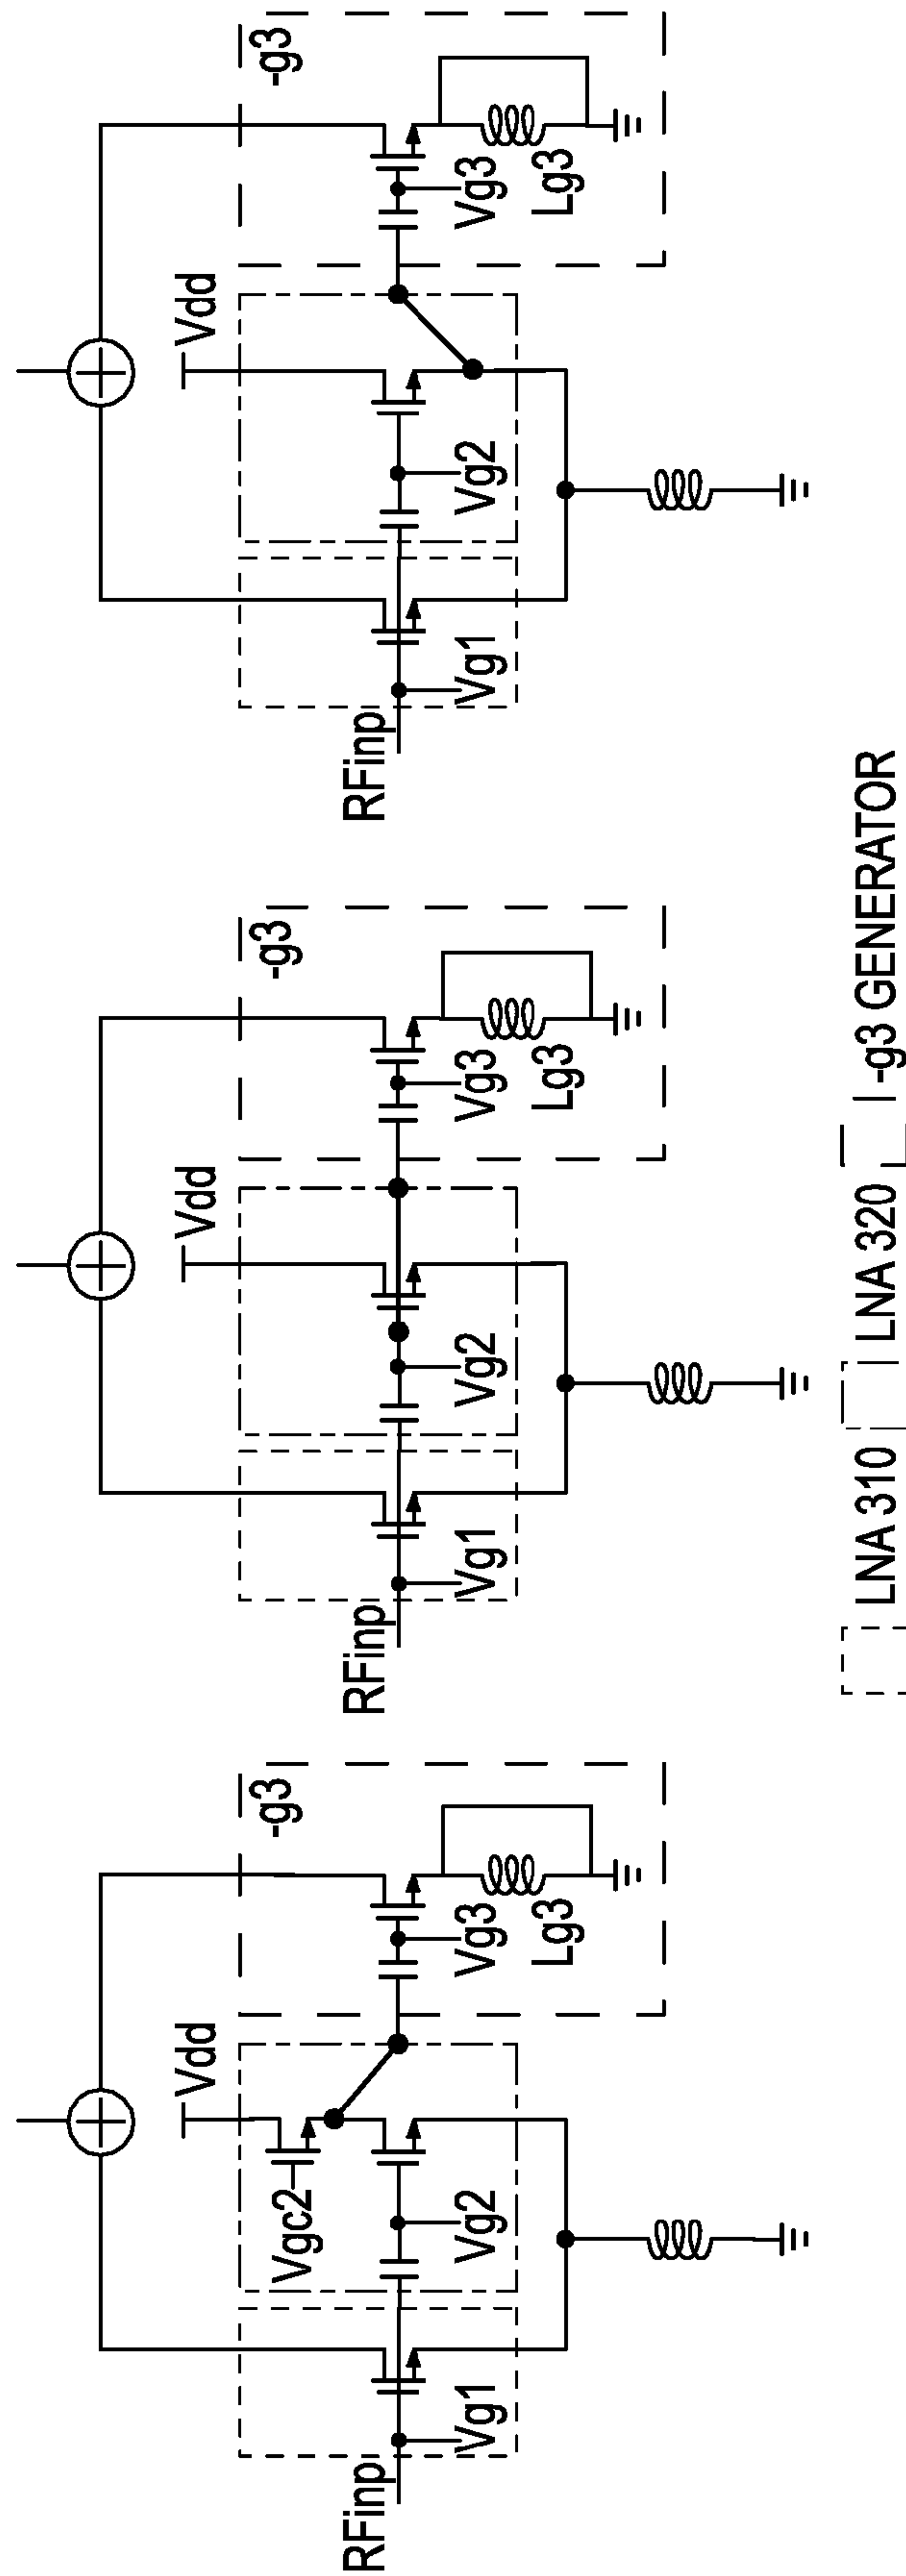 RFinp
Vg1
Vgc2
Vg2
Vdd
-g3
Vg3
Lg3
RFinp
Vg1
Vg2
Vdd
-g3
Vg3
Lg3
RFinp
Vg1
Vg2
Vdd
-g3
Vg3
Lg3
LNA 310
LNA 320
-g3 GENERATOR